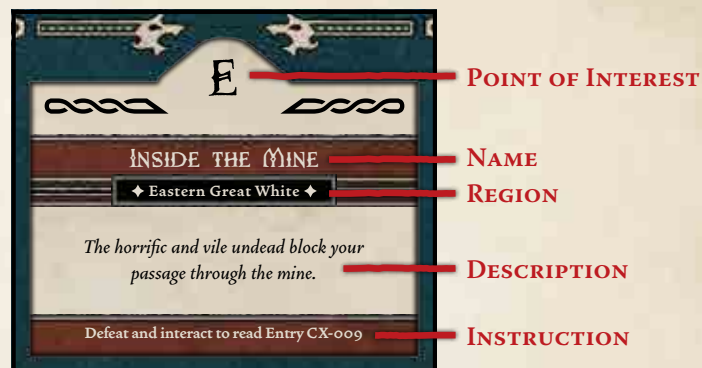 E
Point of Interest
Inside the Mine
Name
✦ Eastern Great White ✦
Region
The horrific and vile undead block your
passage through the mine.
Description
Defeat and interact to read Entry CX-009
Instruction